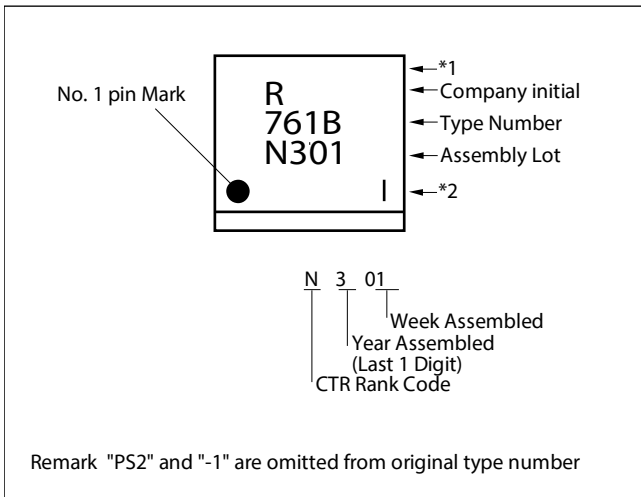 *1
No. 1 pin Mark
R
Company initial
761B
Type Number
N301
Assembly Lot
I
*2
N 3 01
Week Assembled
Year Assembled
(Last 1 Digit)
CTR Rank Code
Remark "PS2" and "-1" are omitted from original type number